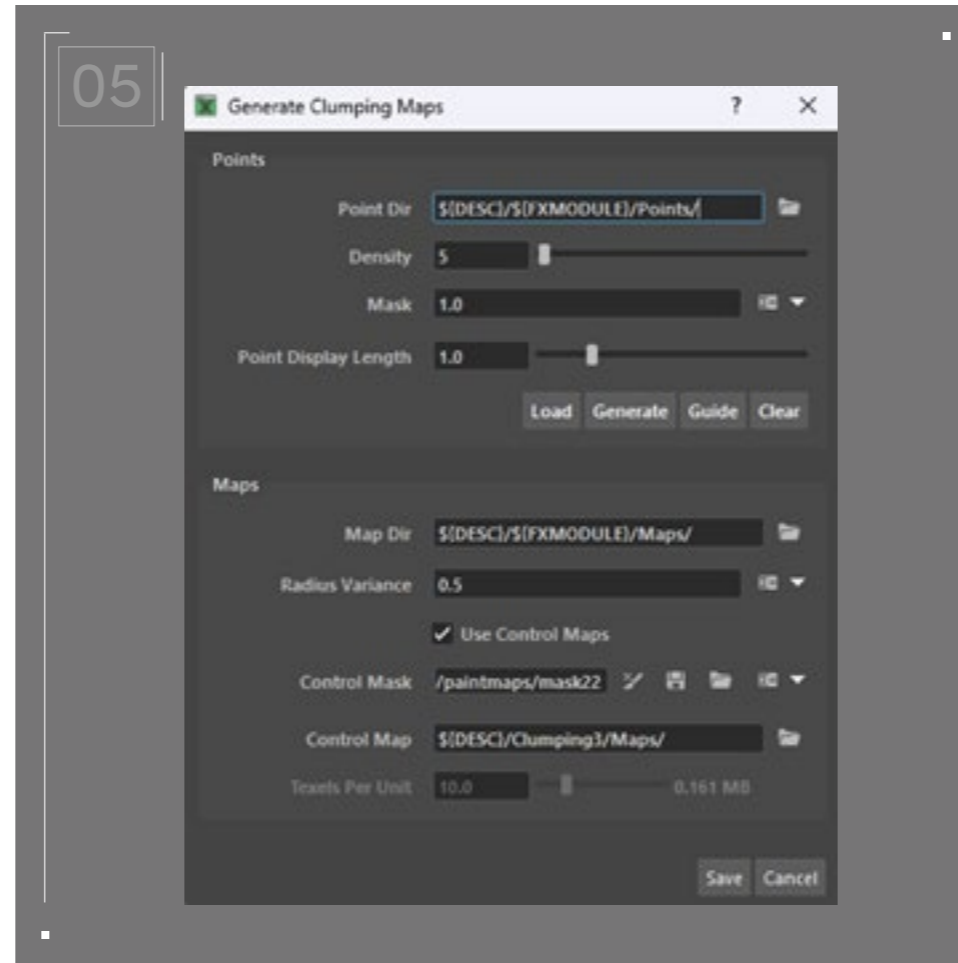 05
Generate Clumping Maps ? X
Points
Point Dir ${DESC}/${FXMODULE}/Points/
Density 5
Mask 1.0
Point Display Length 1.0
Load Generate Guide Clear
Maps
Map Dir ${DESC}/${FXMODULE}/Maps/
Radius Variance 0.5
Use Control Maps
Control Mask /paintmaps/mask22
Control Map ${DESC}/Clumping3/Maps/
Texels Per Unit 10.0 0.161 MB
Save Cancel